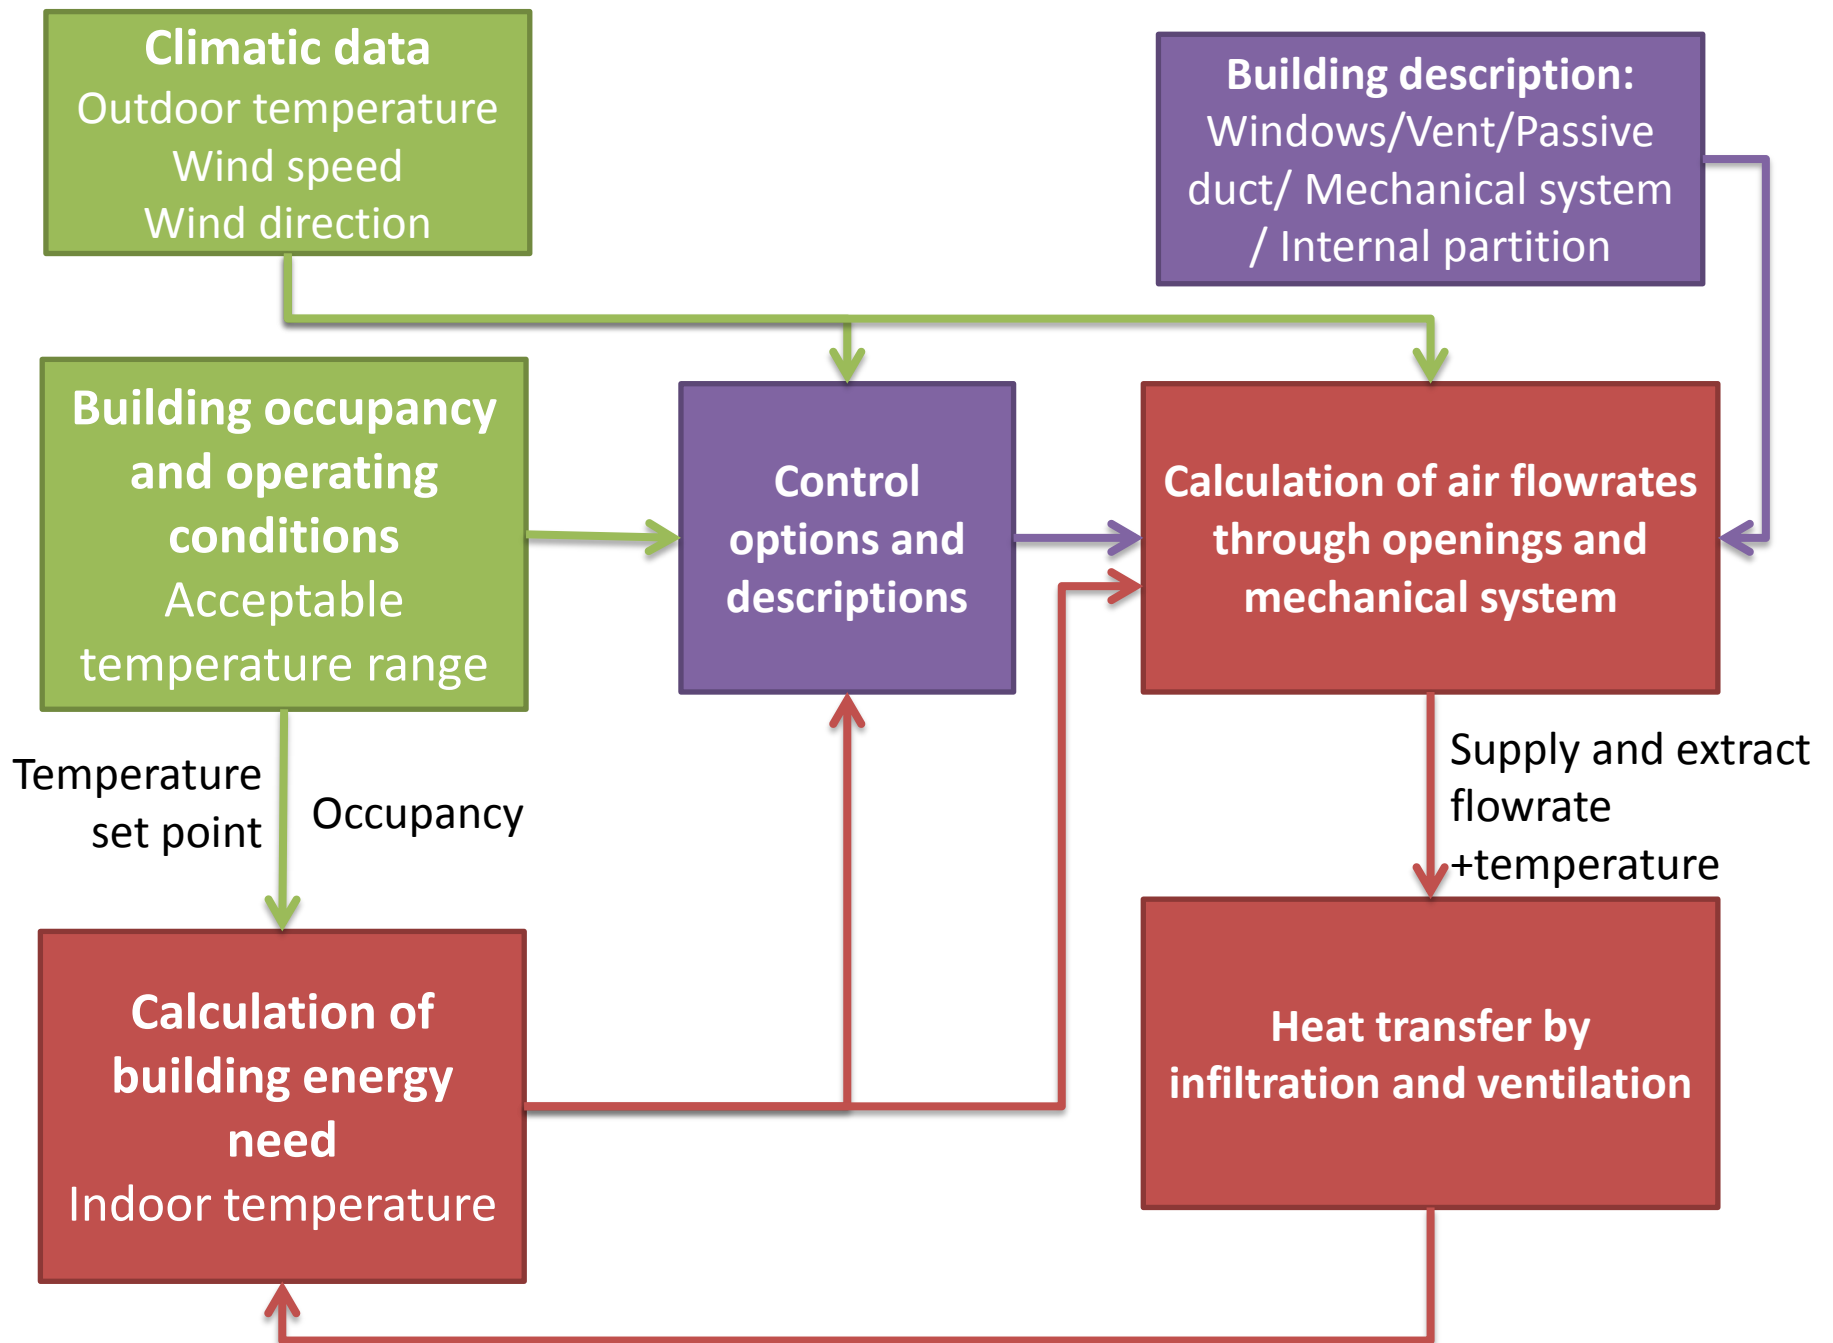 Climatic data
Outdoor temperature
Wind speed
Wind direction
Building description:
Windows/Vent/Passive
duct/ Mechanical system
/ Internal partition
Building occupancy
and operating
conditions
Acceptable
temperature range
Control
options and
descriptions
Calculation of air flowrates
through openings and
mechanical system
Temperature
set point
Occupancy
Supply and extract
flowrate
+temperature
Calculation of
building energy
need
Indoor temperature
Heat transfer by
infiltration and ventilation